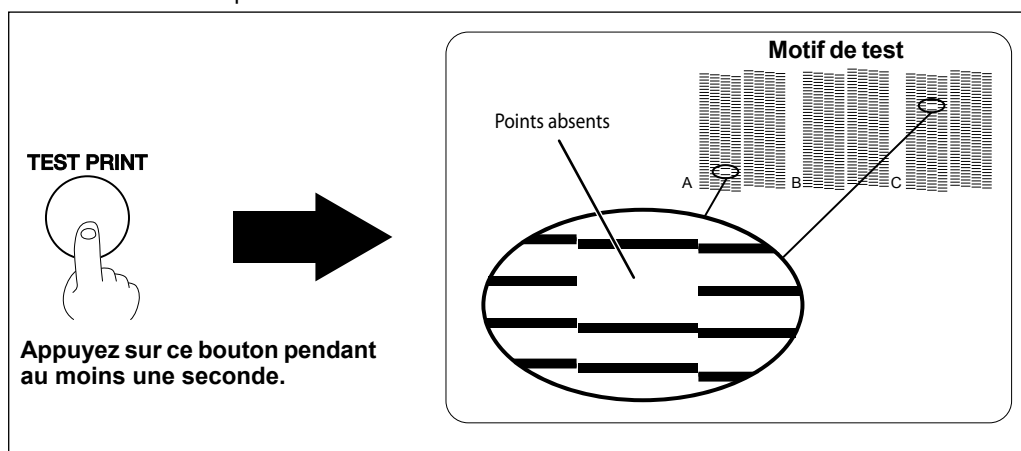 Motif de test
Points absents
TEST PRINT
A
B
C
Appuyez sur ce bouton pendant
au moins une seconde.